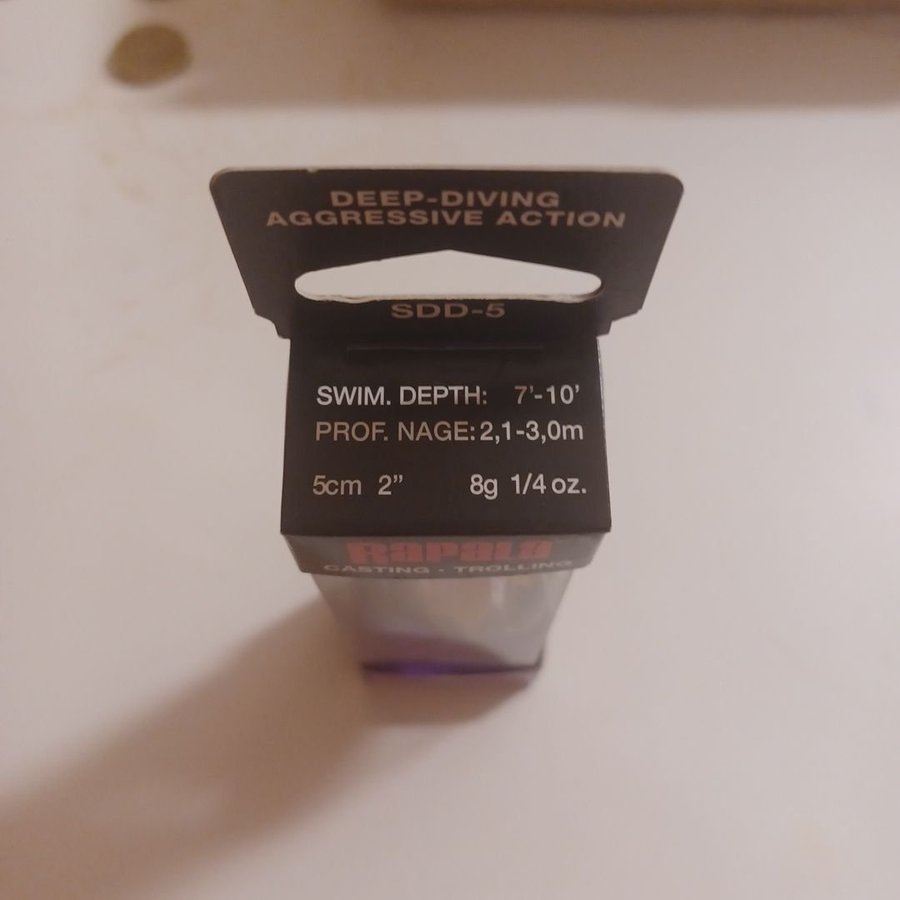 DEEP-DIVING
AGGRESSIVE ACTION
SDD-5
SWIM. DEPTH: 7'-10'
PROF. NAGE: 2,1-3,0m
5cm 2" 8g 1/4 oz.
Rapala
CASTING · TROLLING